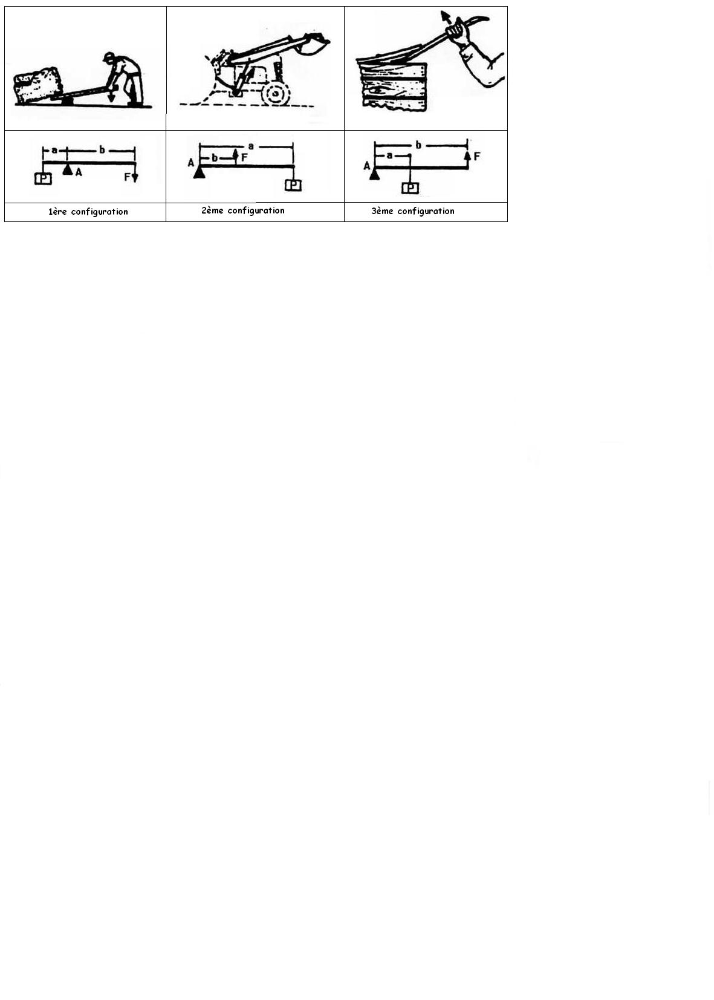 a b
A
P
F
a
b F
A
P
b
a
F
A
P
1ère configuration
2ème configuration
3ème configuration